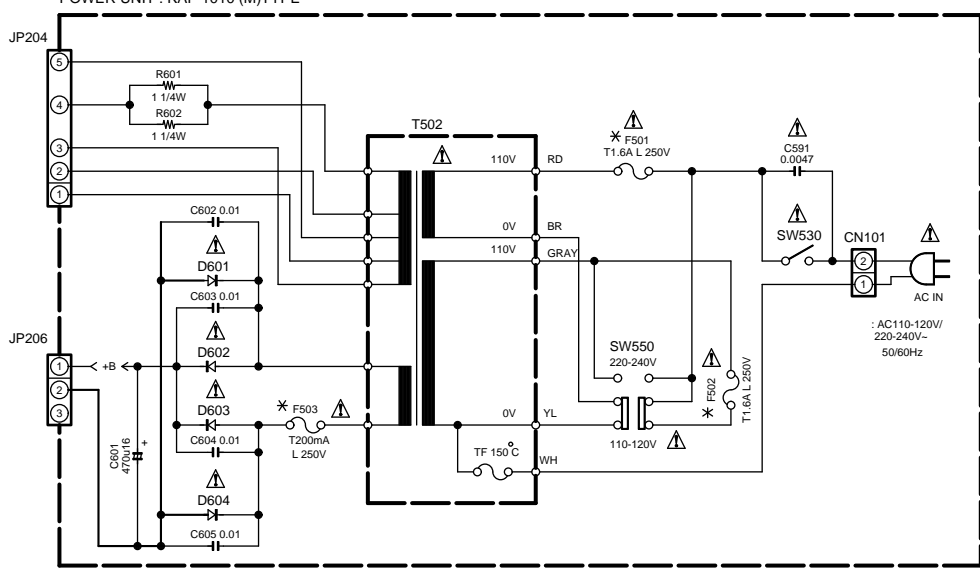 POWER UNIT : RAF-1010 (M)TYPE
JP204
5
4
3
2
1
R601
1 1/4W
R602
1 1/4W
T502
110V
RD
0V
BR
110V
GRAY
0V
YL
TF 150°C
WH
* F501
T1.6A L 250V
C591
0.0047
SW530
CN101
2
1
AC IN
: AC110-120V/
220-240V~
50/60Hz
SW550
220-240V
110-120V
* F502
T1.6A L 250V
C602 0.01
D601
C603 0.01
D602
D603
C604 0.01
D604
C605 0.01
* F503
T200mA
L 250V
JP206
1
2
3
+B
C601
470u16
+